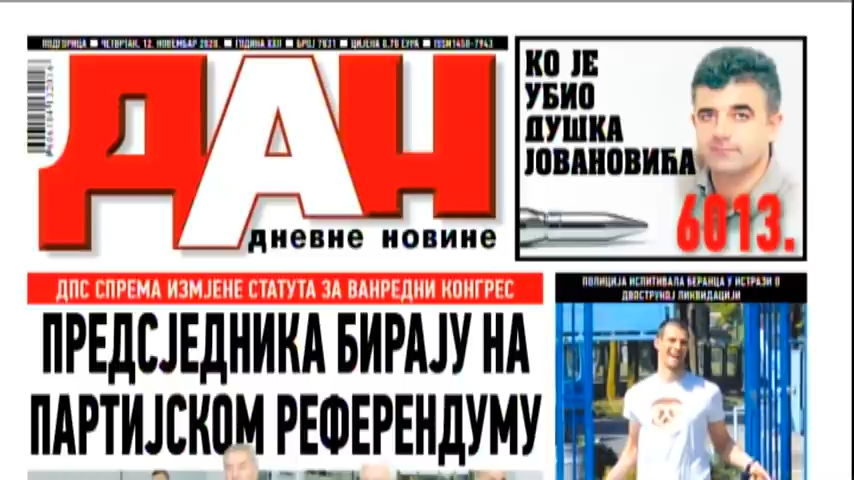 ПОДГОРИЦА ■ ЧЕТВРТАК, 12. НОВЕМБАР 2020. ■ ГОДИНА XXII ■ БРОЈ 7831 ■ ЦИЈЕНА 0,70 ЕУРА ■ ISSN1450-7943
ДАН
дневне новине
КО ЈЕ
УБИО
ДУШКА
ЈОВАНОВИЋА
6013.
ДПС СПРЕМА ИЗМЈЕНЕ СТАТУТА ЗА ВАНРЕДНИ КОНГРЕС
ПРЕДСЈЕДНИКА БИРАЈУ НА
ПАРТИЈСКОМ РЕФЕРЕНДУМУ
ПОЛИЦИЈА ИСПИТИВАЛА БЕРАНЦА У ИСТРАЗИ О
ДВОСТРУКОЈ ЛИКВИДАЦИЈИ